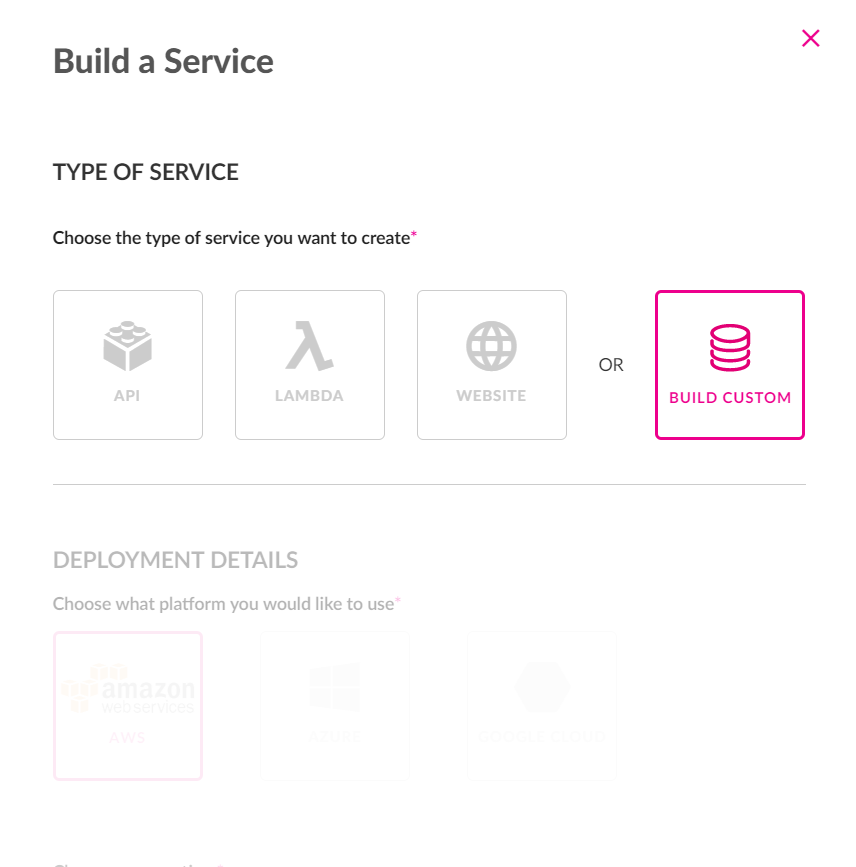 Build a Service
TYPE OF SERVICE
Choose the type of service you want to create*
API
LAMBDA
WEBSITE
OR
BUILD CUSTOM
DEPLOYMENT DETAILS
Choose what platform you would like to use*
amazon
web services
AWS
AZURE
GOOGLE CLOUD